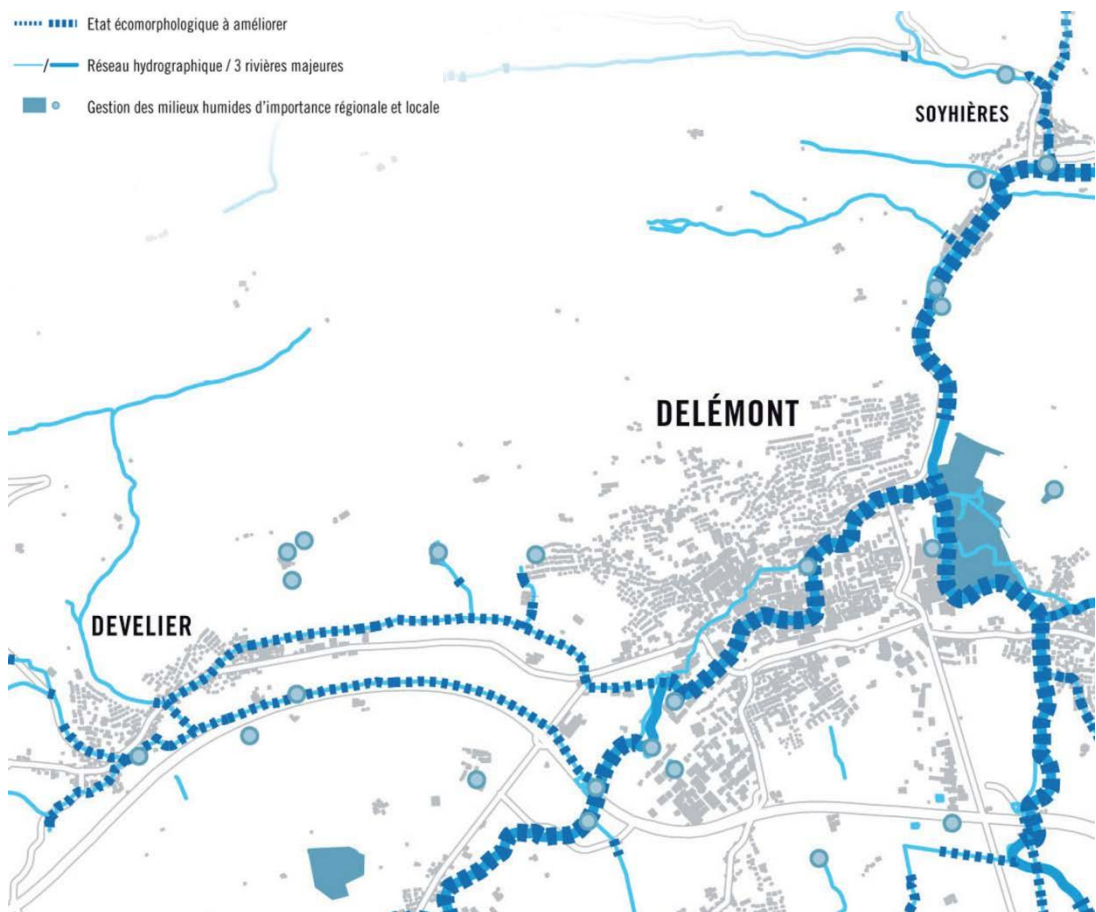 Etat écomorphologique à améliorer
Réseau hydrographique / 3 rivières majeures
Gestion des milieux humides d'importance régionale et locale
SOYHIÈRES
DELÉMONT
DEVELIER